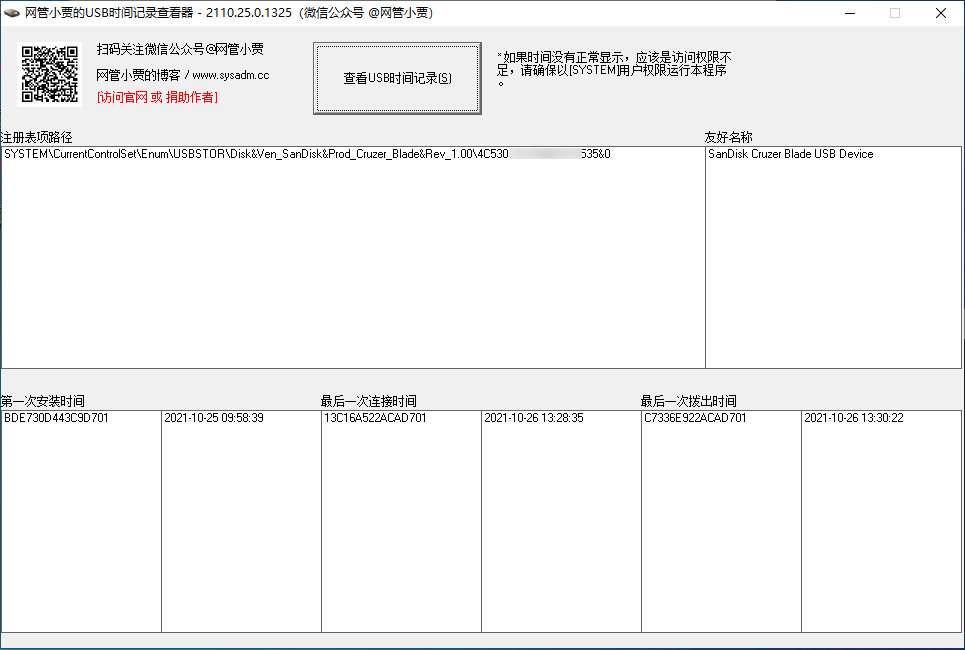 网管小贾的USB时间记录查看器 - 2110.25.0.1325（微信公众号 @网管小贾）
扫码关注微信公众号@网管小贾
网管小贾的博客 / www.sysadm.cc
[访问官网 或 捐助作者]
查看USB时间记录(S)
*如果时间没有正常显示，应该是访问权限不
足，请确保以[SYSTEM]用户权限运行本程序
。
注册表项路径
友好名称
SYSTEM\CurrentControlSet\Enum\USBSTOR\Disk&Ven_SanDisk&Prod_Cruzer_Blade&Rev_1.00\4C530 535&0
SanDisk Cruzer Blade USB Device
第一次安装时间
最后一次连接时间
最后一次拔出时间
BDE730D443C9D701
2021-10-25 09:58:39
13C16A522ACAD701
2021-10-26 13:28:35
C7336E922ACAD701
2021-10-26 13:30:22